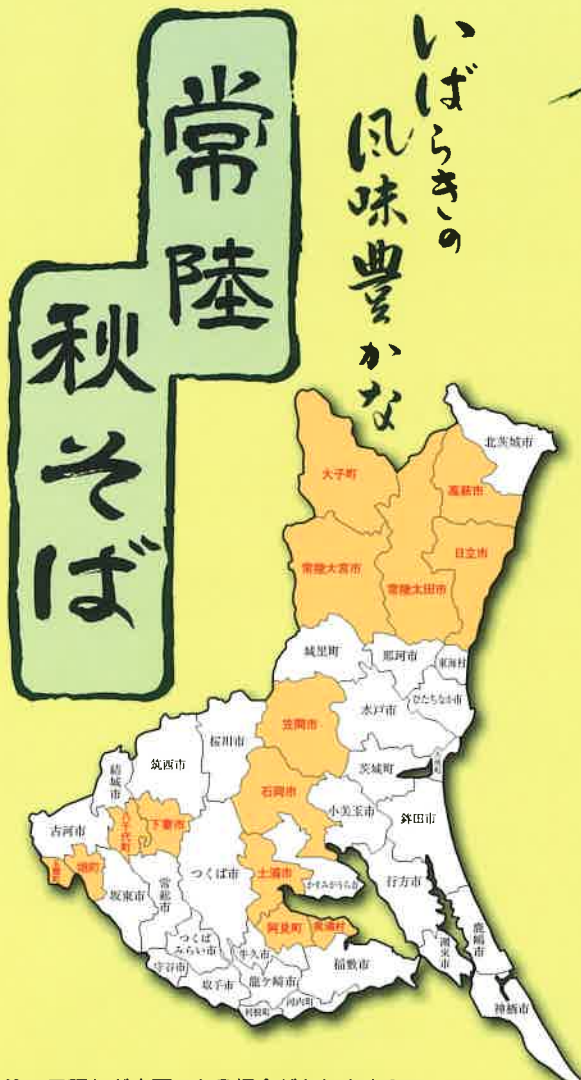 いばらきの
風味豊かな
常陸
秋そば
北茨城市
大子町
高萩市
日立市
常陸大宮市
常陸太田市
城里町
那珂市
東海村
水戸市
ひたちなか市
笠間市
桜川市
茨城町
筑西市
結城市
石岡市
小美玉市
鉾田市
古河市
八千代町
下妻市
境町
坂東市
常総市
つくば市
土浦市
かすみがうら市
行方市
阿見町
美浦村
つくば
みらい市
牛久市
稲敷市
潮来市
鹿嶋市
守谷市
取手市
龍ケ崎市
利根町
河内町
神栖市